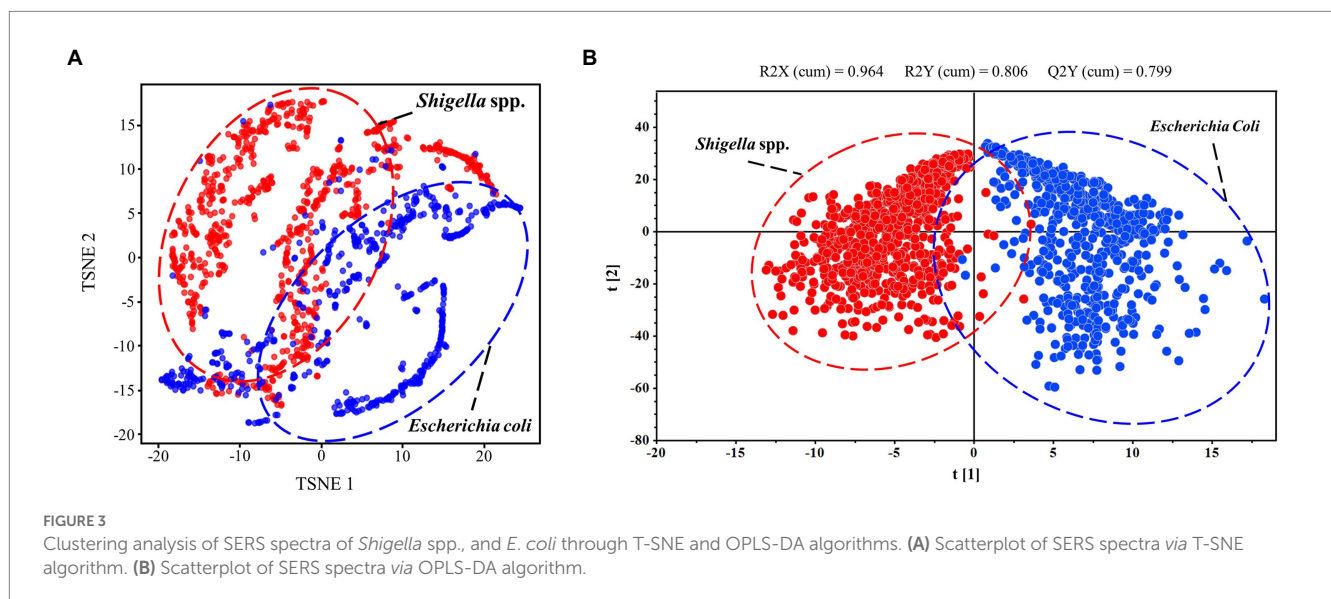 A
Shigella spp.
Escherichia coli
15
10
5
0
-5
-10
-15
-20
TSNE 2
-20
-10
0
10
20
TSNE 1
B
R2X (cum) = 0.964 R2Y (cum) = 0.806 Q2Y (cum) = 0.799
Shigella spp.
Escherichia Coli
40
20
0
-20
-40
-60
-80
t [2]
-20
-15
-10
-5
0
5
10
15
t [1]
FIGURE 3
Clustering analysis of SERS spectra of Shigella spp., and E. coli through T-SNE and OPLS-DA algorithms. (A) Scatterplot of SERS spectra via T-SNE
algorithm. (B) Scatterplot of SERS spectra via OPLS-DA algorithm.